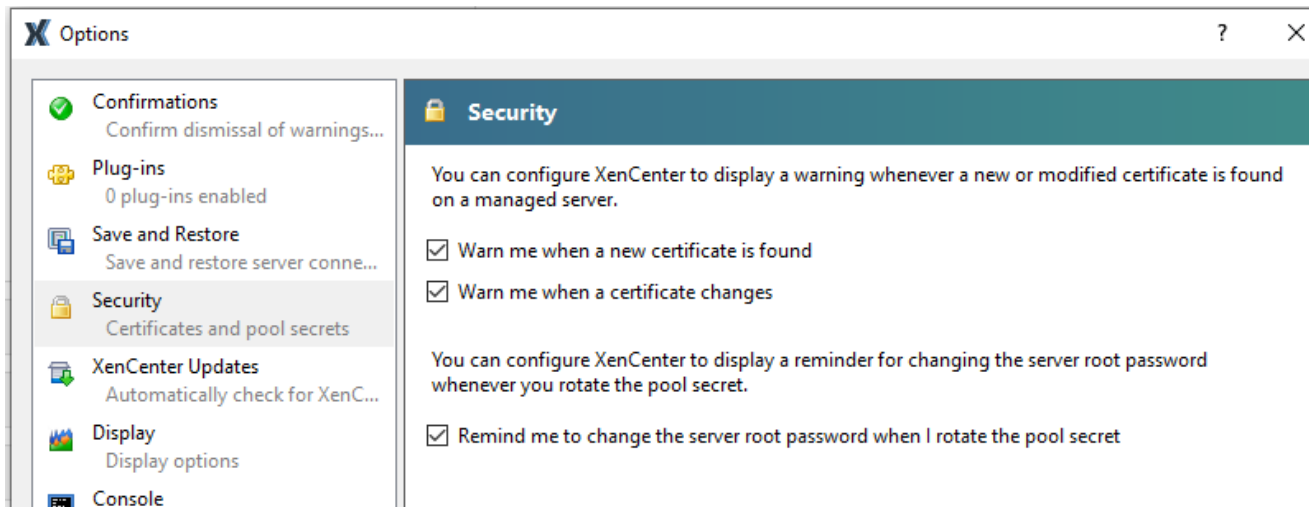 Options
?
Confirmations
Confirm dismissal of warnings...
Plug-ins
0 plug-ins enabled
Save and Restore
Save and restore server conne...
Security
Certificates and pool secrets
XenCenter Updates
Automatically check for XenC...
Display
Display options
Console
Security
You can configure XenCenter to display a warning whenever a new or modified certificate is found
on a managed server.
Warn me when a new certificate is found
Warn me when a certificate changes
You can configure XenCenter to display a reminder for changing the server root password
whenever you rotate the pool secret.
Remind me to change the server root password when I rotate the pool secret